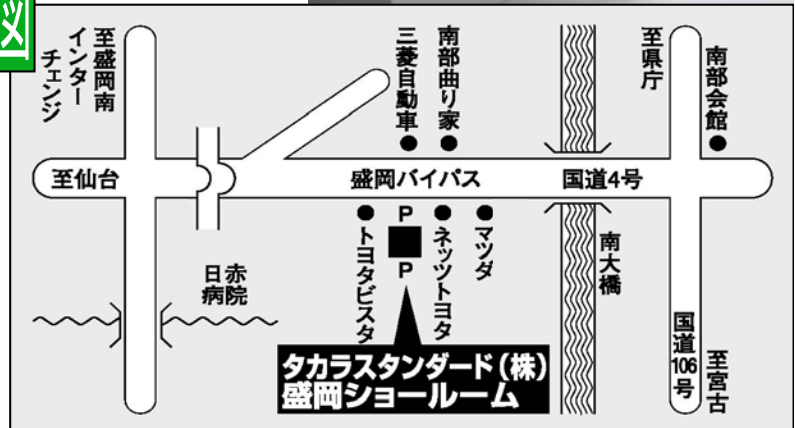 図
至盛岡南
インター
チェンジ
三菱自動車
南部曲り家
至県庁
南部会館
至仙台
盛岡バイパス
国道4号
P
P
トヨタビスタ
ネッツトヨタ
マツダ
南大橋
日赤
病院
国道106号
至宮古
タカラスタンダード(株)
盛岡ショールーム